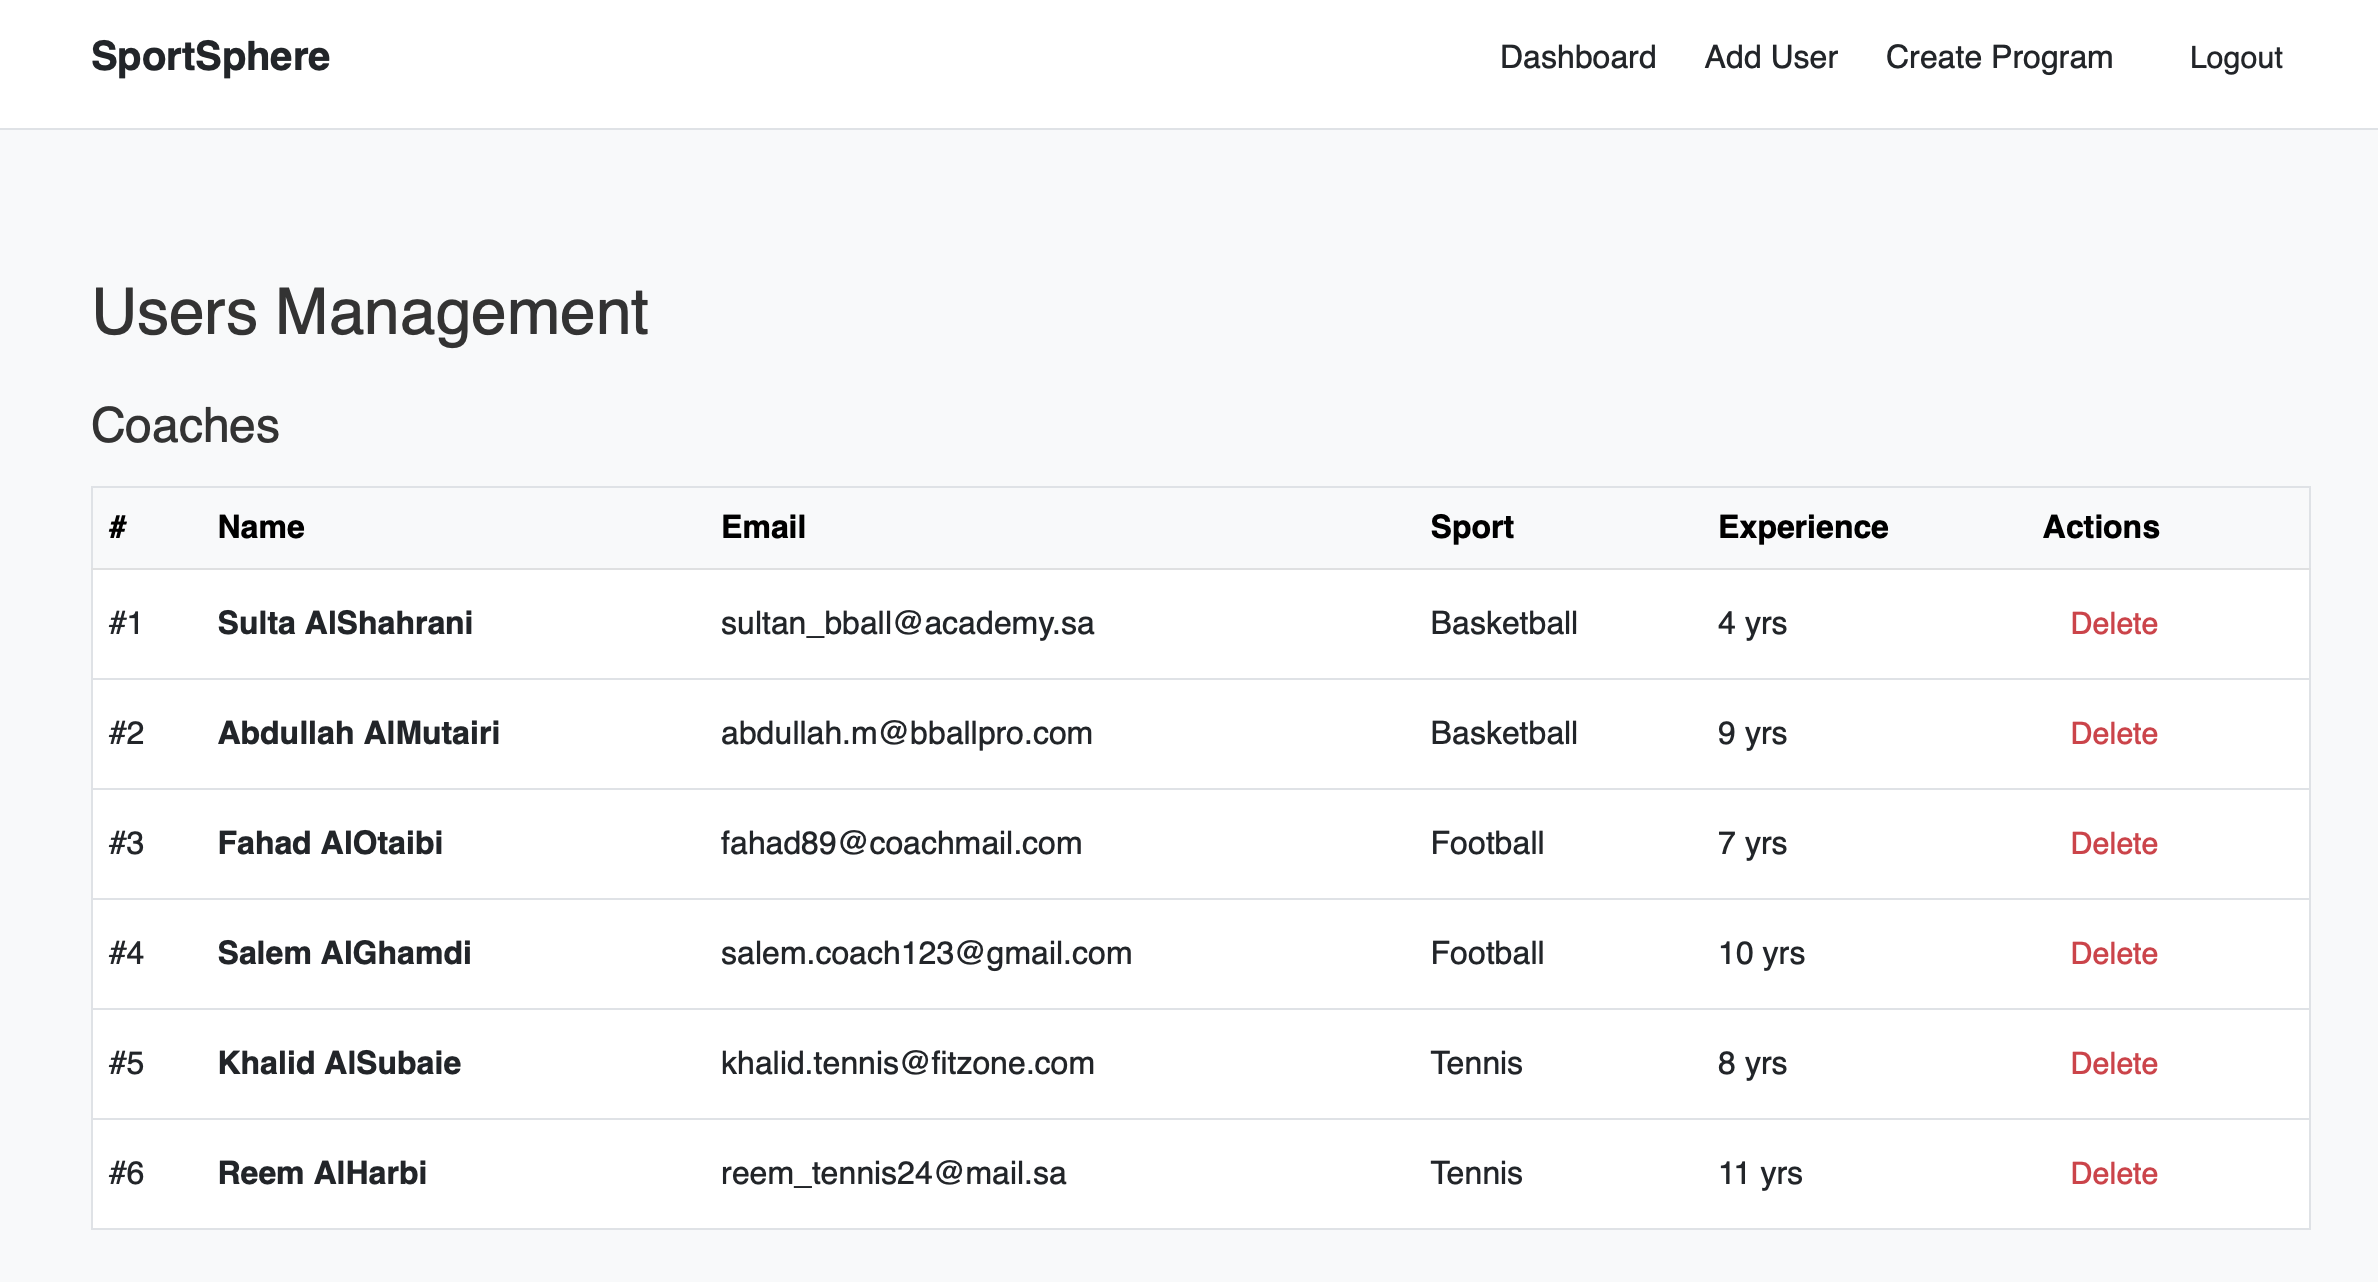 SportSphere Dashboard Add User Create Program Logout
Users Management
Coaches
# Name Email Sport Experience Actions
#1 Sulta AlShahrani sultan_bball@academy.sa Basketball 4 yrs Delete
#2 Abdullah AlMutairi abdullah.m@bballpro.com Basketball 9 yrs Delete
#3 Fahad AlOtaibi fahad89@coachmail.com Football 7 yrs Delete
#4 Salem AlGhamdi salem.coach123@gmail.com Football 10 yrs Delete
#5 Khalid AlSubaie khalid.tennis@fitzone.com Tennis 8 yrs Delete
#6 Reem AlHarbi reem_tennis24@mail.sa Tennis 11 yrs Delete